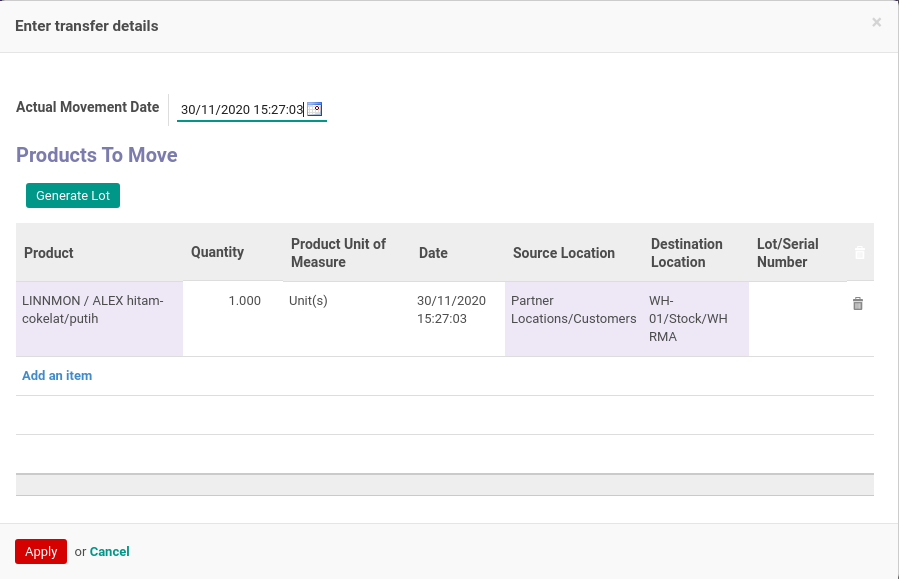 Enter transfer details
×
Actual Movement Date 30/11/2020 15:27:03
Products To Move
Generate Lot
Product Quantity Product Unit of Measure Date Source Location Destination Location Lot/Serial Number
LINNMON / ALEX hitam-cokelat/putih 1.000 Unit(s) 30/11/2020 15:27:03 Partner Locations/Customers WH-01/Stock/WH RMA
Add an item
Apply or Cancel